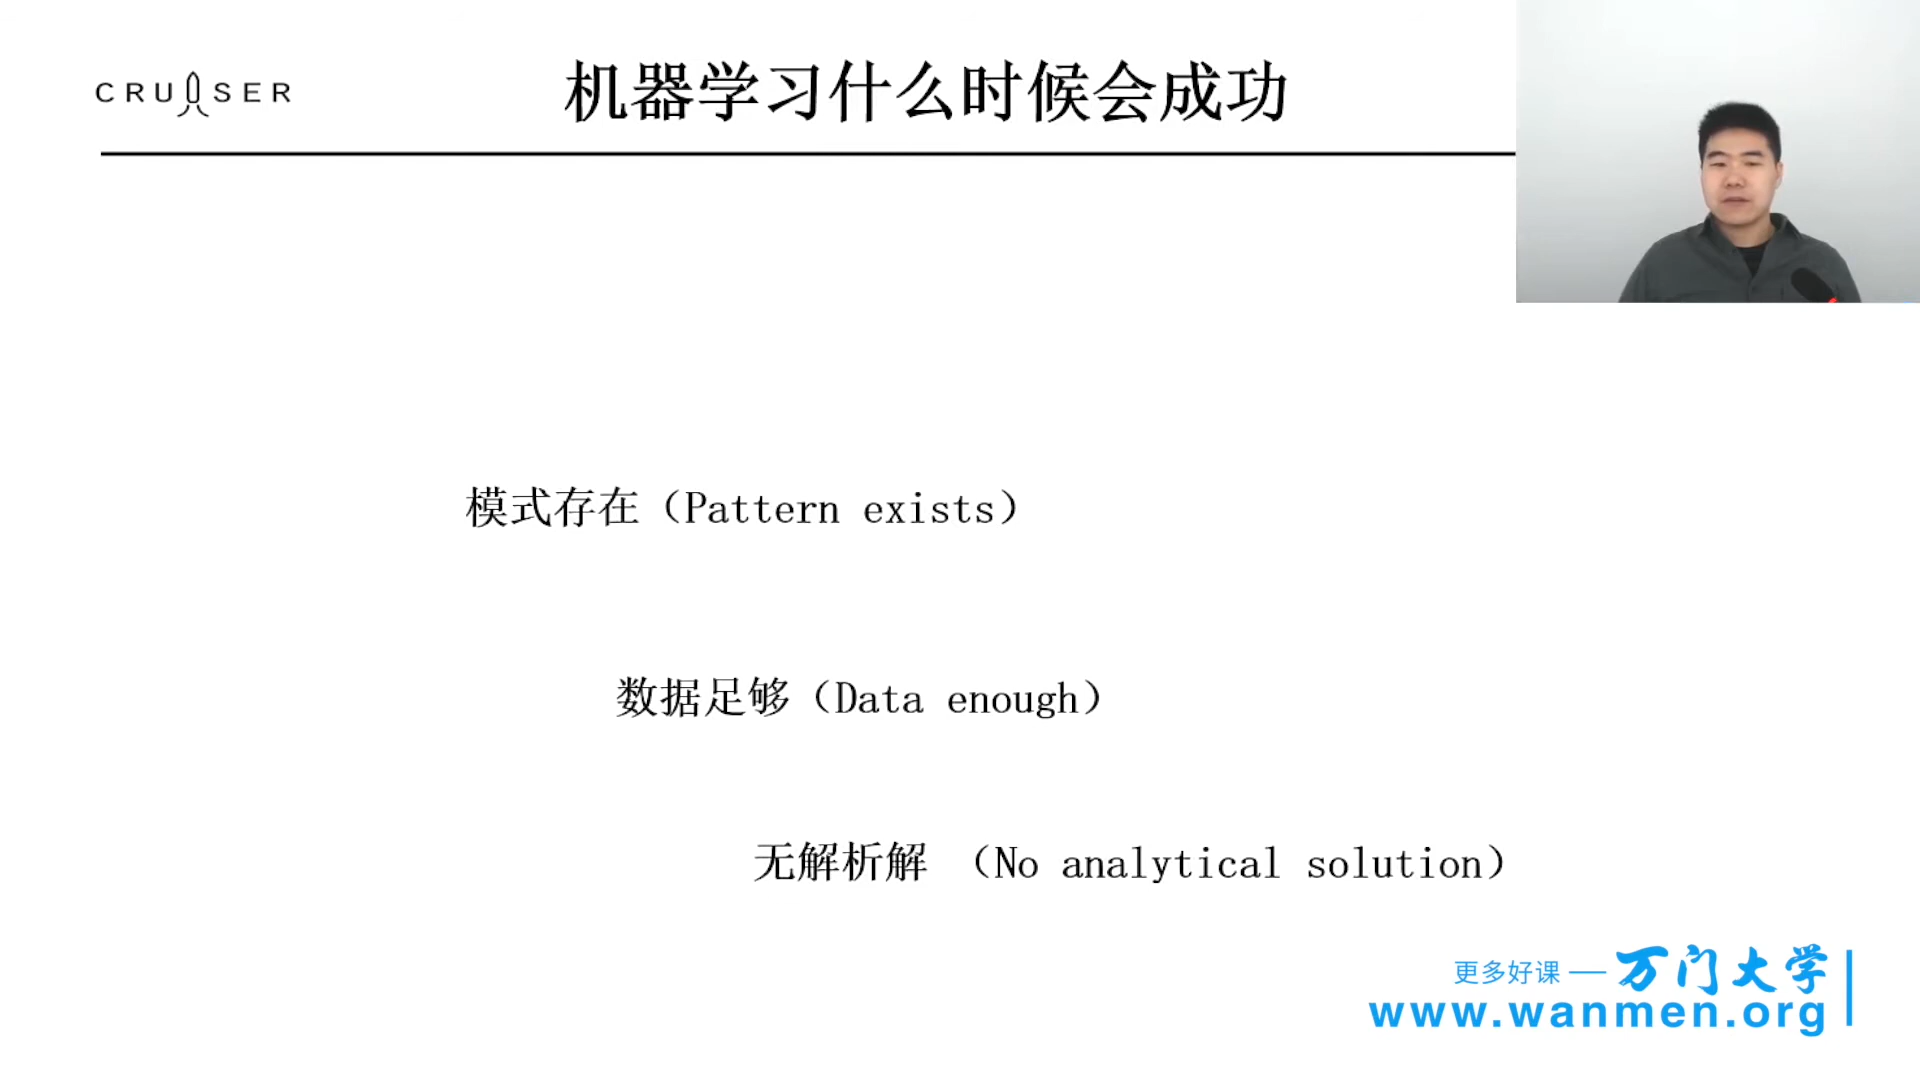 CRUISER
机器学习什么时候会成功
模式存在（Pattern exists）
数据足够（Data enough）
无解析解 （No analytical solution）
更多好课 — 万门大学
www.wanmen.org